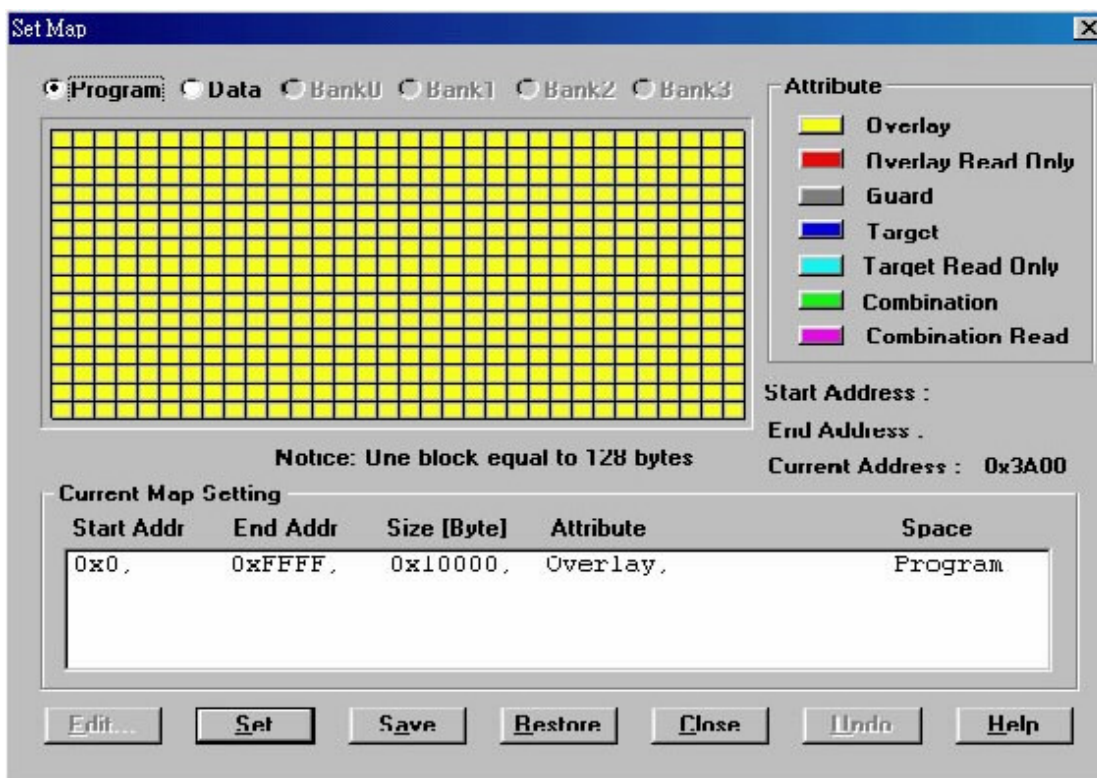 Set Map
Program Data Bank0 Bank1 Bank2 Bank3
Attribute
Overlay
Overlay Read Only
Guard
Target
Target Read Only
Combination
Combination Read
Start Address :
End Address :
Current Address : 0x3A00
Notice: One block equal to 128 bytes
Current Map Setting
Start Addr End Addr Size [Byte] Attribute Space
0x0, 0xFFFF, 0x10000, Overlay, Program
Edit... Set Save Restore Close Undo Help